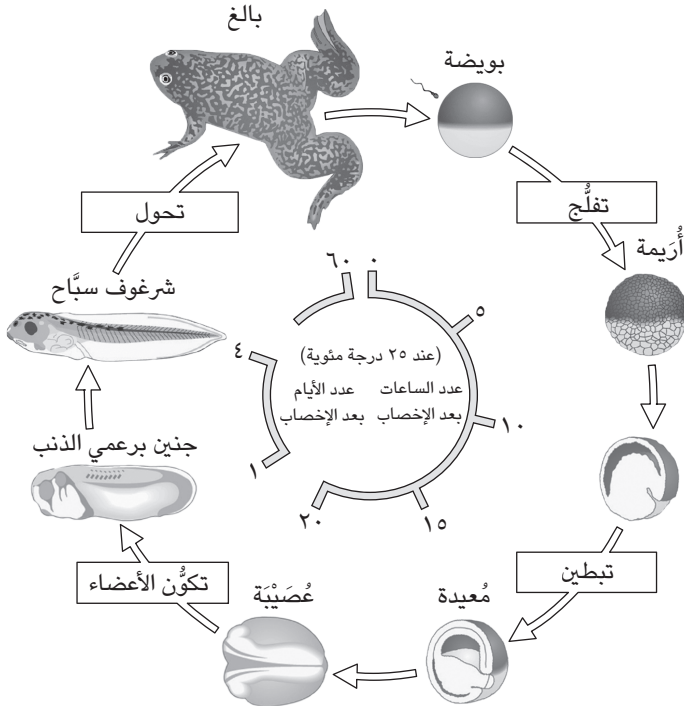 بالغ
بويضة
تفلُّج
أُرَيمة
تبطين
مُعيدة
عُصَيْبَة
تكوُّن الأعضاء
جنين برعمي الذنب
شرغوف سبَّاح
تحول
٠
٥
١٠
١٥
٢٠
١
٤
٦٠
(عند ٢٥ درجة مئوية)
عدد الساعات
بعد الإخصاب
عدد الأيام
بعد الإخصاب